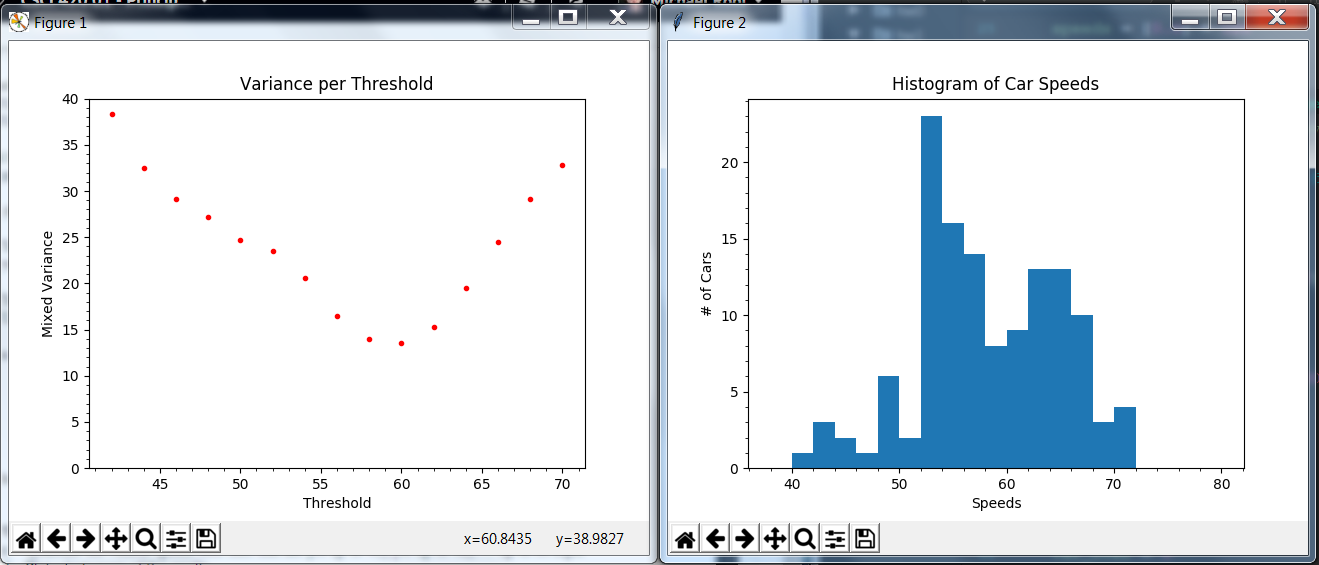 Figure 1
Variance per Threshold
40
35
30
25
20
15
10
5
0
Mixed Variance
45 50 55 60 65 70
Threshold
x=60.8435 y=38.9827
Figure 2
Histogram of Car Speeds
20
15
10
5
0
# of Cars
40 50 60 70 80
Speeds